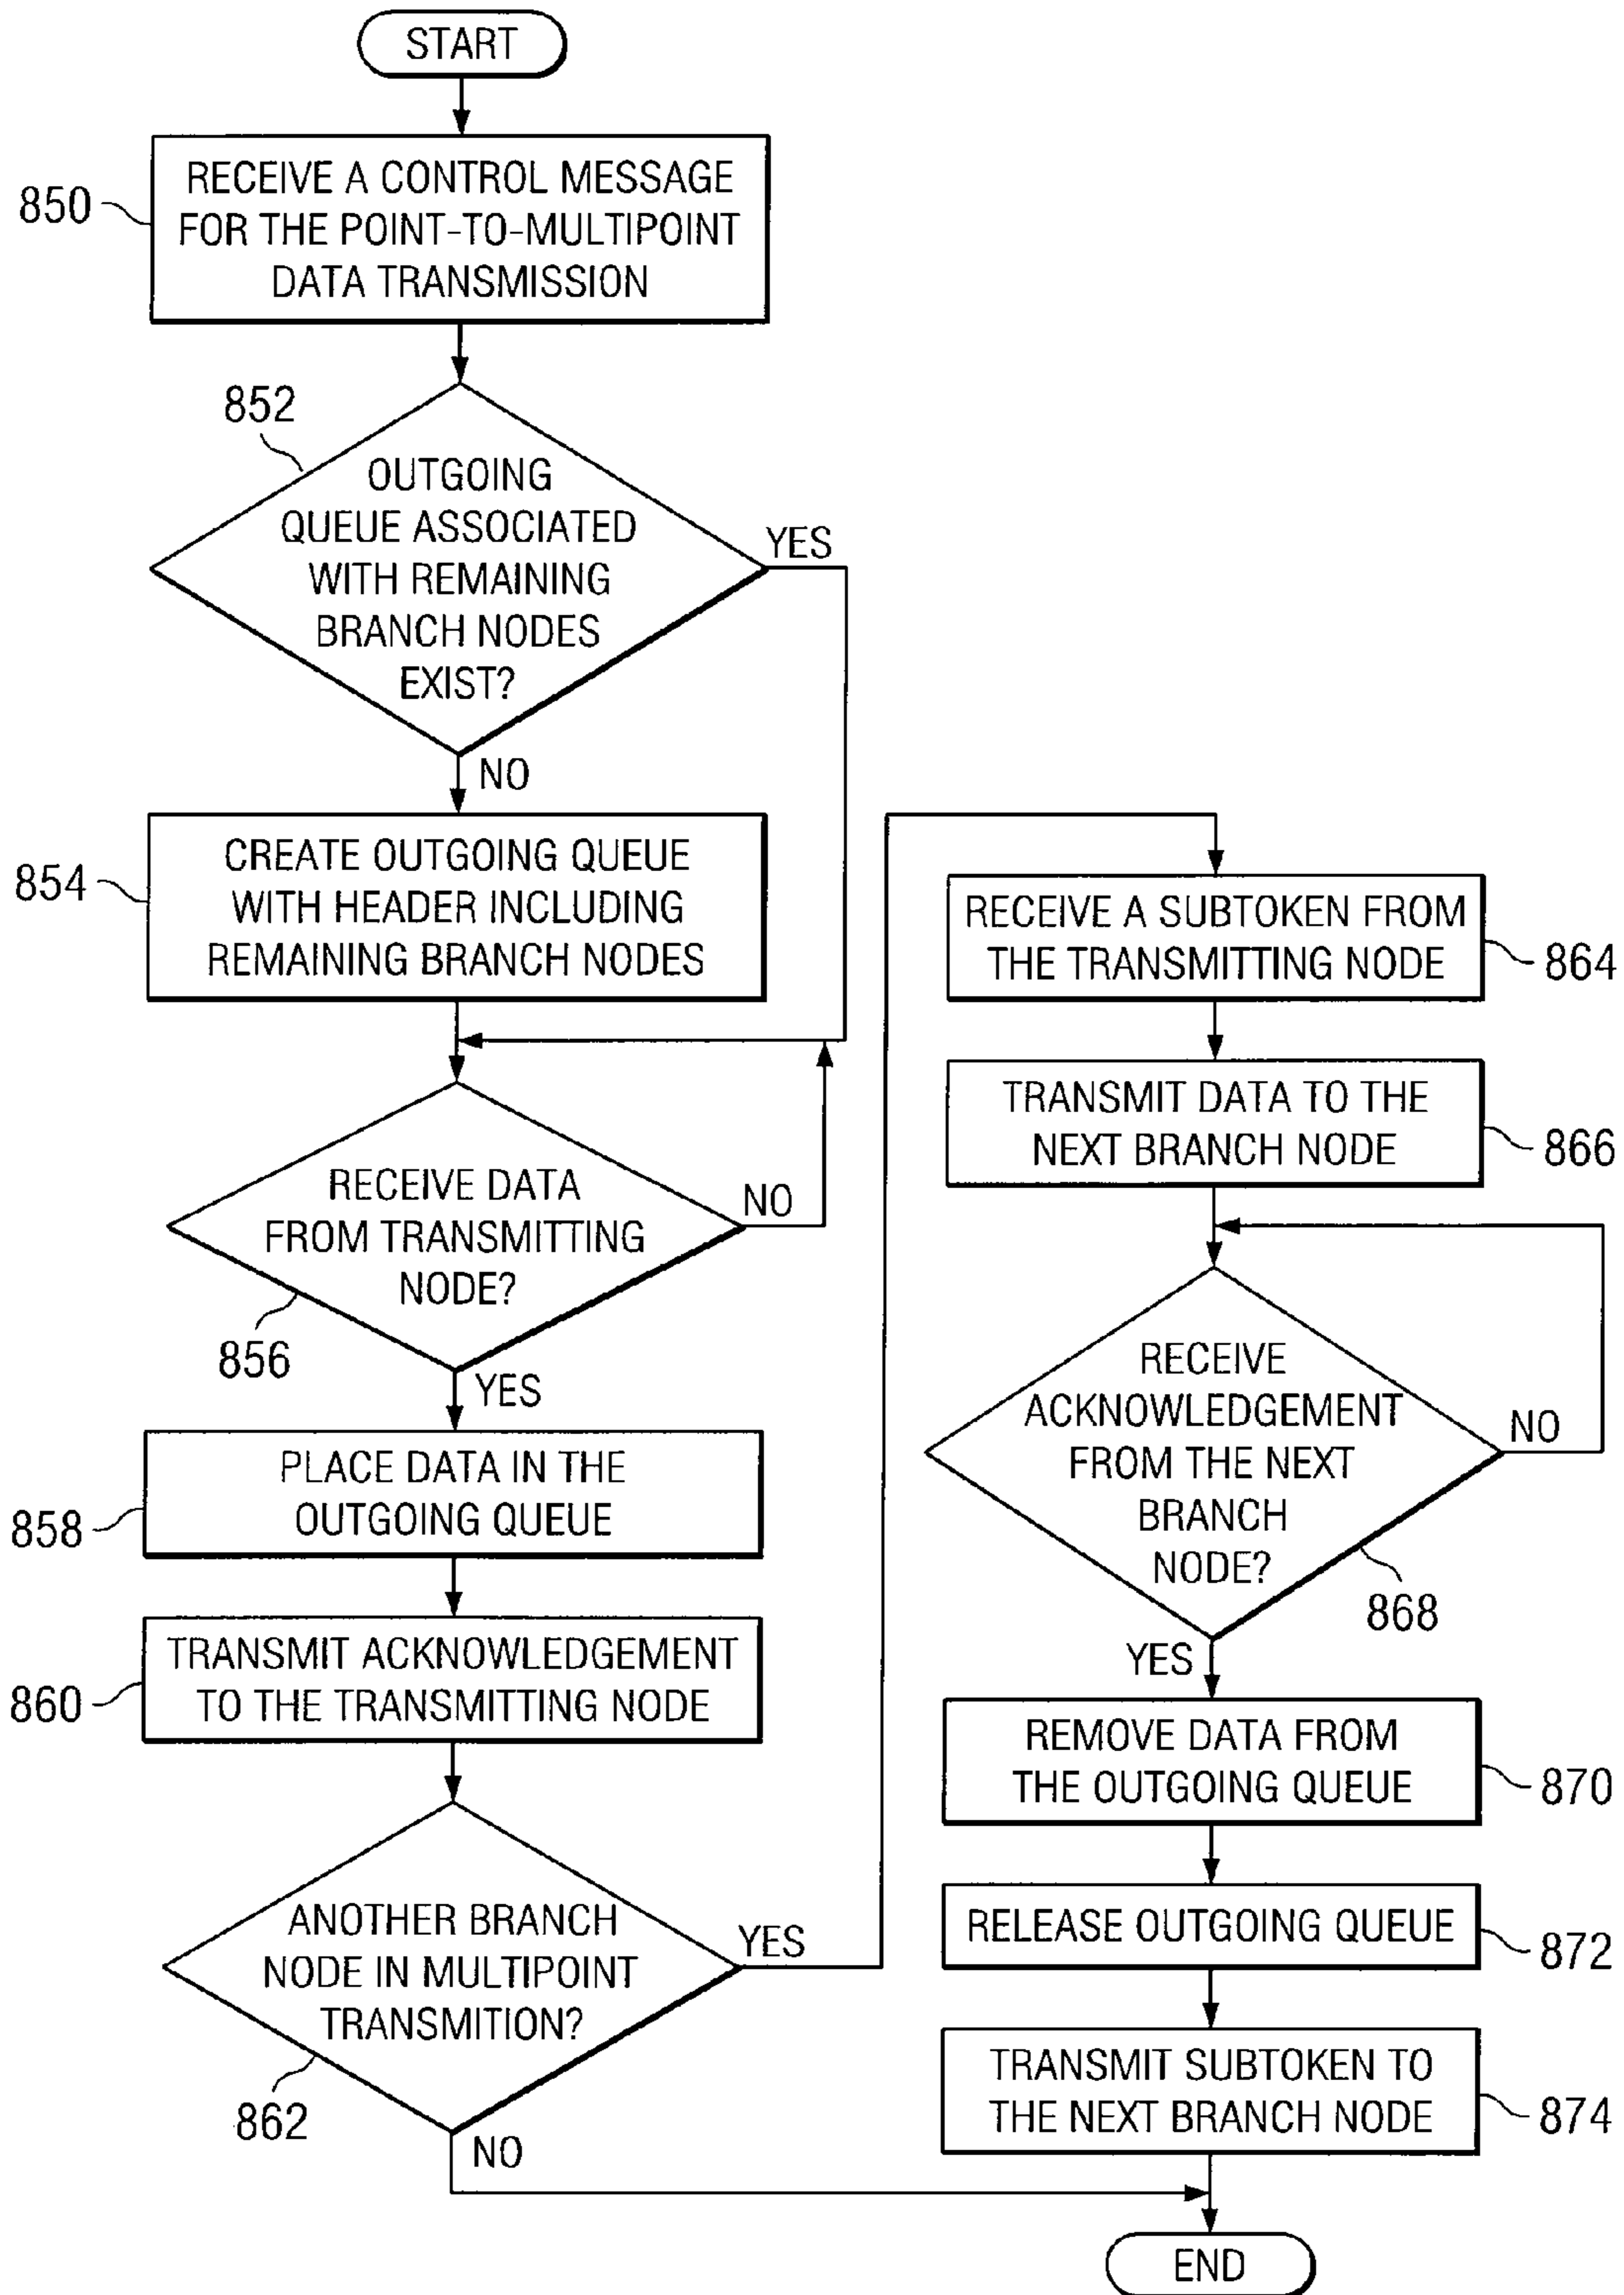 START
850
RECEIVE A CONTROL MESSAGE
FOR THE POINT-TO-MULTIPOINT
DATA TRANSMISSION
852
OUTGOING
QUEUE ASSOCIATED
WITH REMAINING
BRANCH NODES
EXIST?
YES
NO
854
CREATE OUTGOING QUEUE
WITH HEADER INCLUDING
REMAINING BRANCH NODES
RECEIVE DATA
FROM TRANSMITTING
NODE?
NO
856
YES
858
PLACE DATA IN THE
OUTGOING QUEUE
860
TRANSMIT ACKNOWLEDGEMENT
TO THE TRANSMITTING NODE
ANOTHER BRANCH
NODE IN MULTIPOINT
TRANSMITION?
YES
862
NO
RECEIVE A SUBTOKEN FROM
THE TRANSMITTING NODE
864
TRANSMIT DATA TO THE
NEXT BRANCH NODE
866
RECEIVE
ACKNOWLEDGEMENT
FROM THE NEXT
BRANCH
NODE?
NO
868
YES
REMOVE DATA FROM
THE OUTGOING QUEUE
870
RELEASE OUTGOING QUEUE
872
TRANSMIT SUBTOKEN TO
THE NEXT BRANCH NODE
874
END